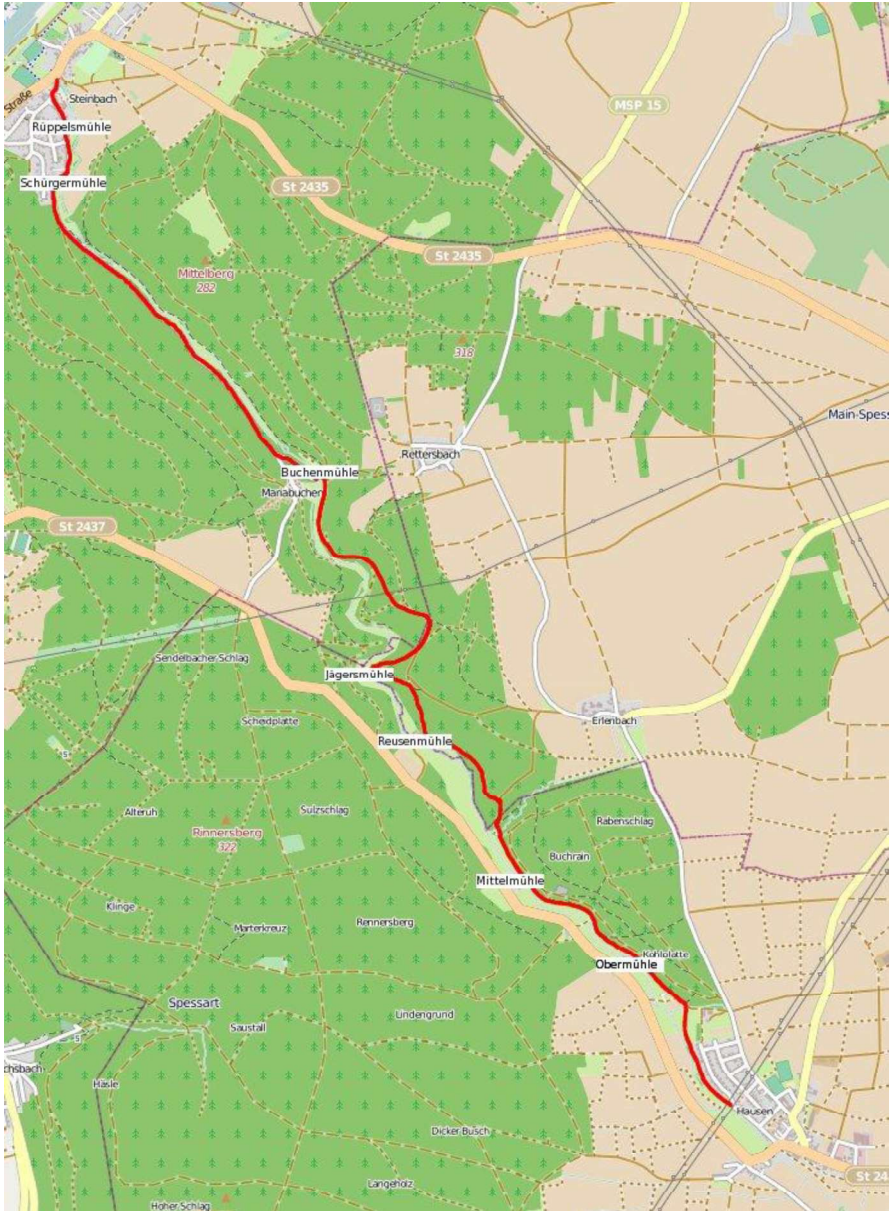 Straße
Steinbach
MSP 15
Rüppelsmühle
Schürgermühle
St 2435
St 2435
Mittelberg
282
318
Main-Spess
Rettersbach
Buchenmühle
Mariabuchen
St 2437
Sendelbacher Schlag
Jägersmühle
Scheidplatte
Erlenbach
Reusenmühle
Sulzschlag
Alteruh
Rabenschlag
Rinnersberg
322
Buchrain
Mittelmühle
Klinge
Rennersberg
Marterkreuz
Kohlplatte
Obermühle
Spessart
Lindengrund
Saustall
chsbach
Häsle
Hausen
Dicker Busch
St 24
Langeholz
Hoher Schlag